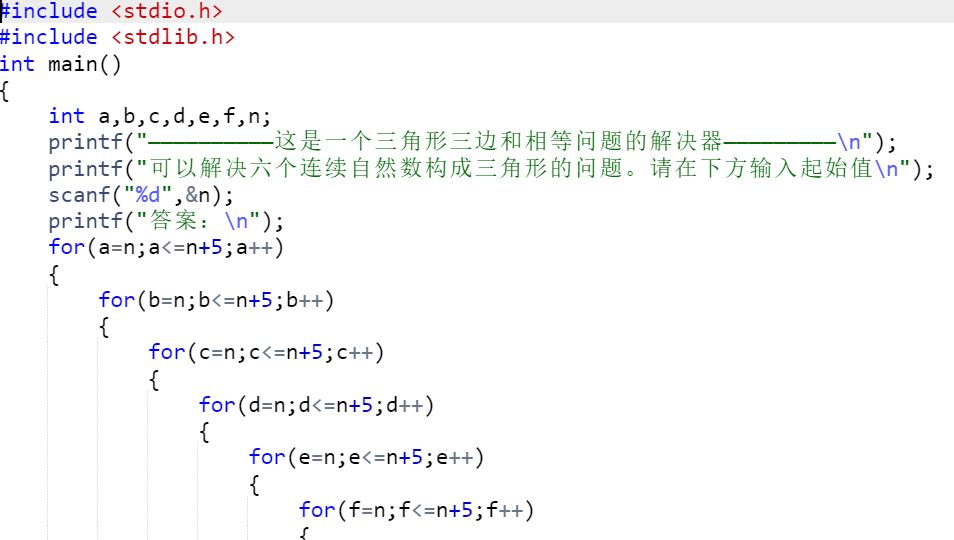 #include <stdio.h>
#include <stdlib.h>
int main()
{
    int a,b,c,d,e,f,n;
    printf("——————————这是一个三角形三边和相等问题的解决器—————————\n");
    printf("可以解决六个连续自然数构成三角形的问题。请在下方输入起始值\n");
    scanf("%d",&n);
    printf("答案：\n");
    for(a=n;a<=n+5;a++)
    {
        for(b=n;b<=n+5;b++)
        {
            for(c=n;c<=n+5;c++)
            {
                for(d=n;d<=n+5;d++)
                {
                    for(e=n;e<=n+5;e++)
                    {
                        for(f=n;f<=n+5;f++)
                        {